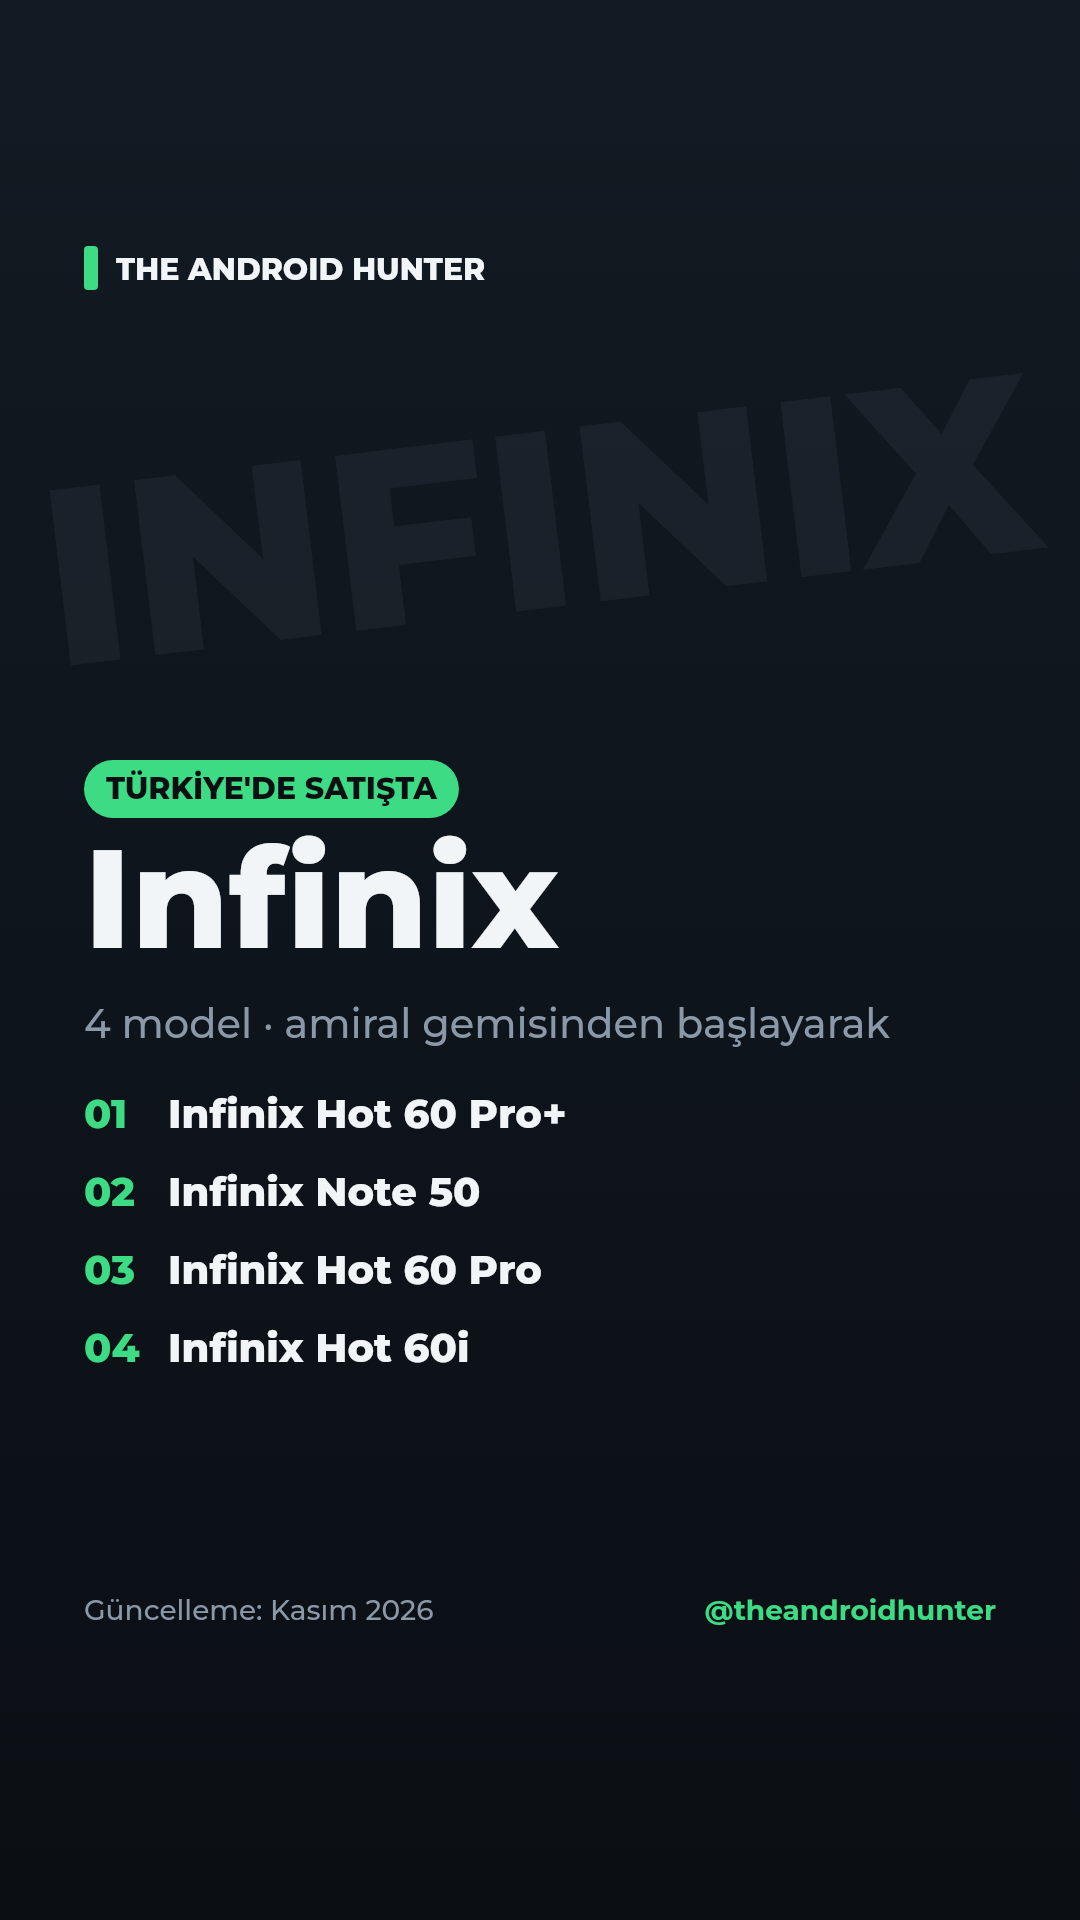 THE ANDROID HUNTER
INFINIX
TÜRKİYE'DE SATIŞTA
Infinix
4 model · amiral gemisinden başlayarak
01 Infinix Hot 60 Pro+
02 Infinix Note 50
03 Infinix Hot 60 Pro
04 Infinix Hot 60i
Güncelleme: Kasım 2026 @theandroidhunter